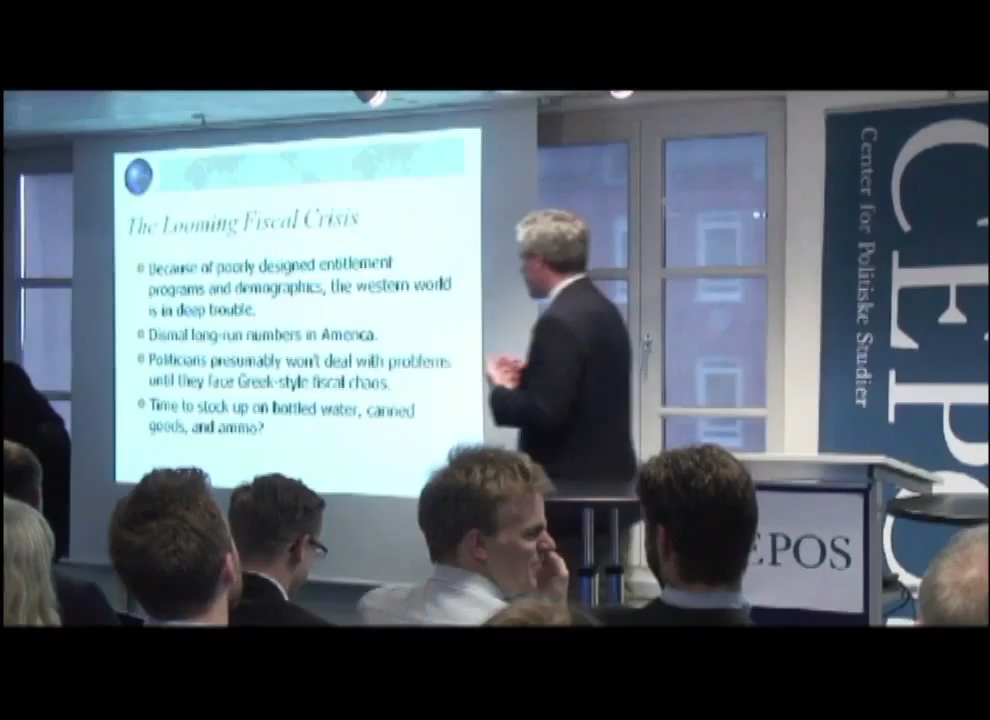 The Looming Fiscal Crisis
Because of poorly designed entitlement
programs and demographics, the western world
is in deep trouble.
Dismal long-run numbers in America.
Politicians presumably won't deal with problems
until they face Greek-style fiscal chaos.
Time to stock up on bottled water, canned
goods, and ammo?
Center for Politiske Studier
CEPO
EPOS